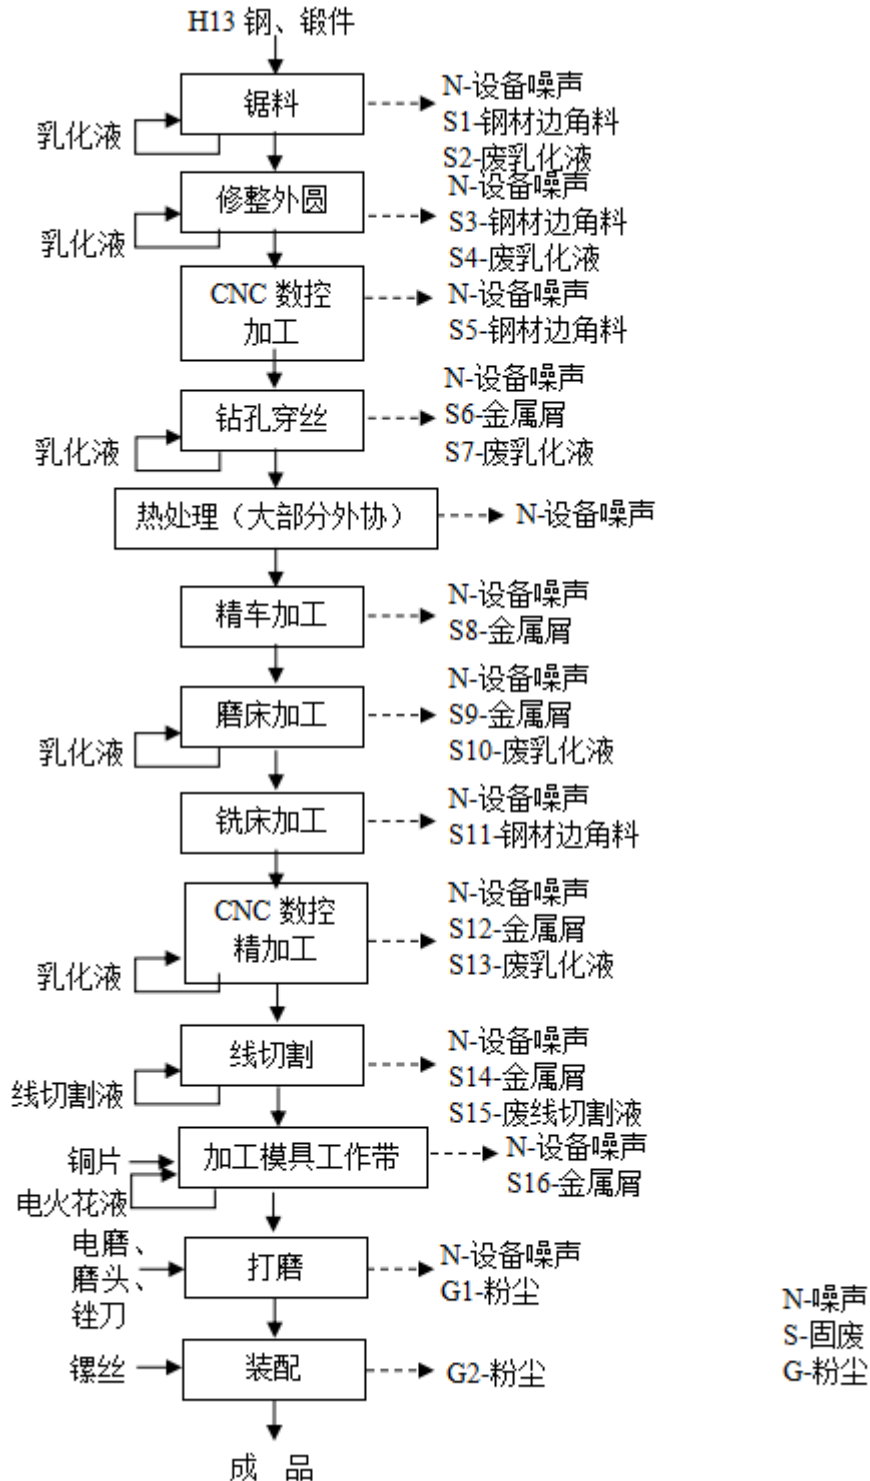 H13 钢、锻件
锯料
乳化液
N-设备噪声
S1-钢材边角料
S2-废乳化液
修整外圆
乳化液
N-设备噪声
S3-钢材边角料
S4-废乳化液
CNC 数控
加工
N-设备噪声
S5-钢材边角料
钻孔穿丝
乳化液
N-设备噪声
S6-金属屑
S7-废乳化液
热处理（大部分外协）
N-设备噪声
精车加工
N-设备噪声
S8-金属屑
磨床加工
乳化液
N-设备噪声
S9-金属屑
S10-废乳化液
铣床加工
N-设备噪声
S11-钢材边角料
CNC 数控
精加工
乳化液
N-设备噪声
S12-金属屑
S13-废乳化液
线切割
线切割液
N-设备噪声
S14-金属屑
S15-废线切割液
铜片
电火花液
加工模具工作带
N-设备噪声
S16-金属屑
电磨、
磨头、
锉刀
打磨
N-设备噪声
G1-粉尘
镙丝
装配
G2-粉尘
成 品
N-噪声
S-固废
G-粉尘